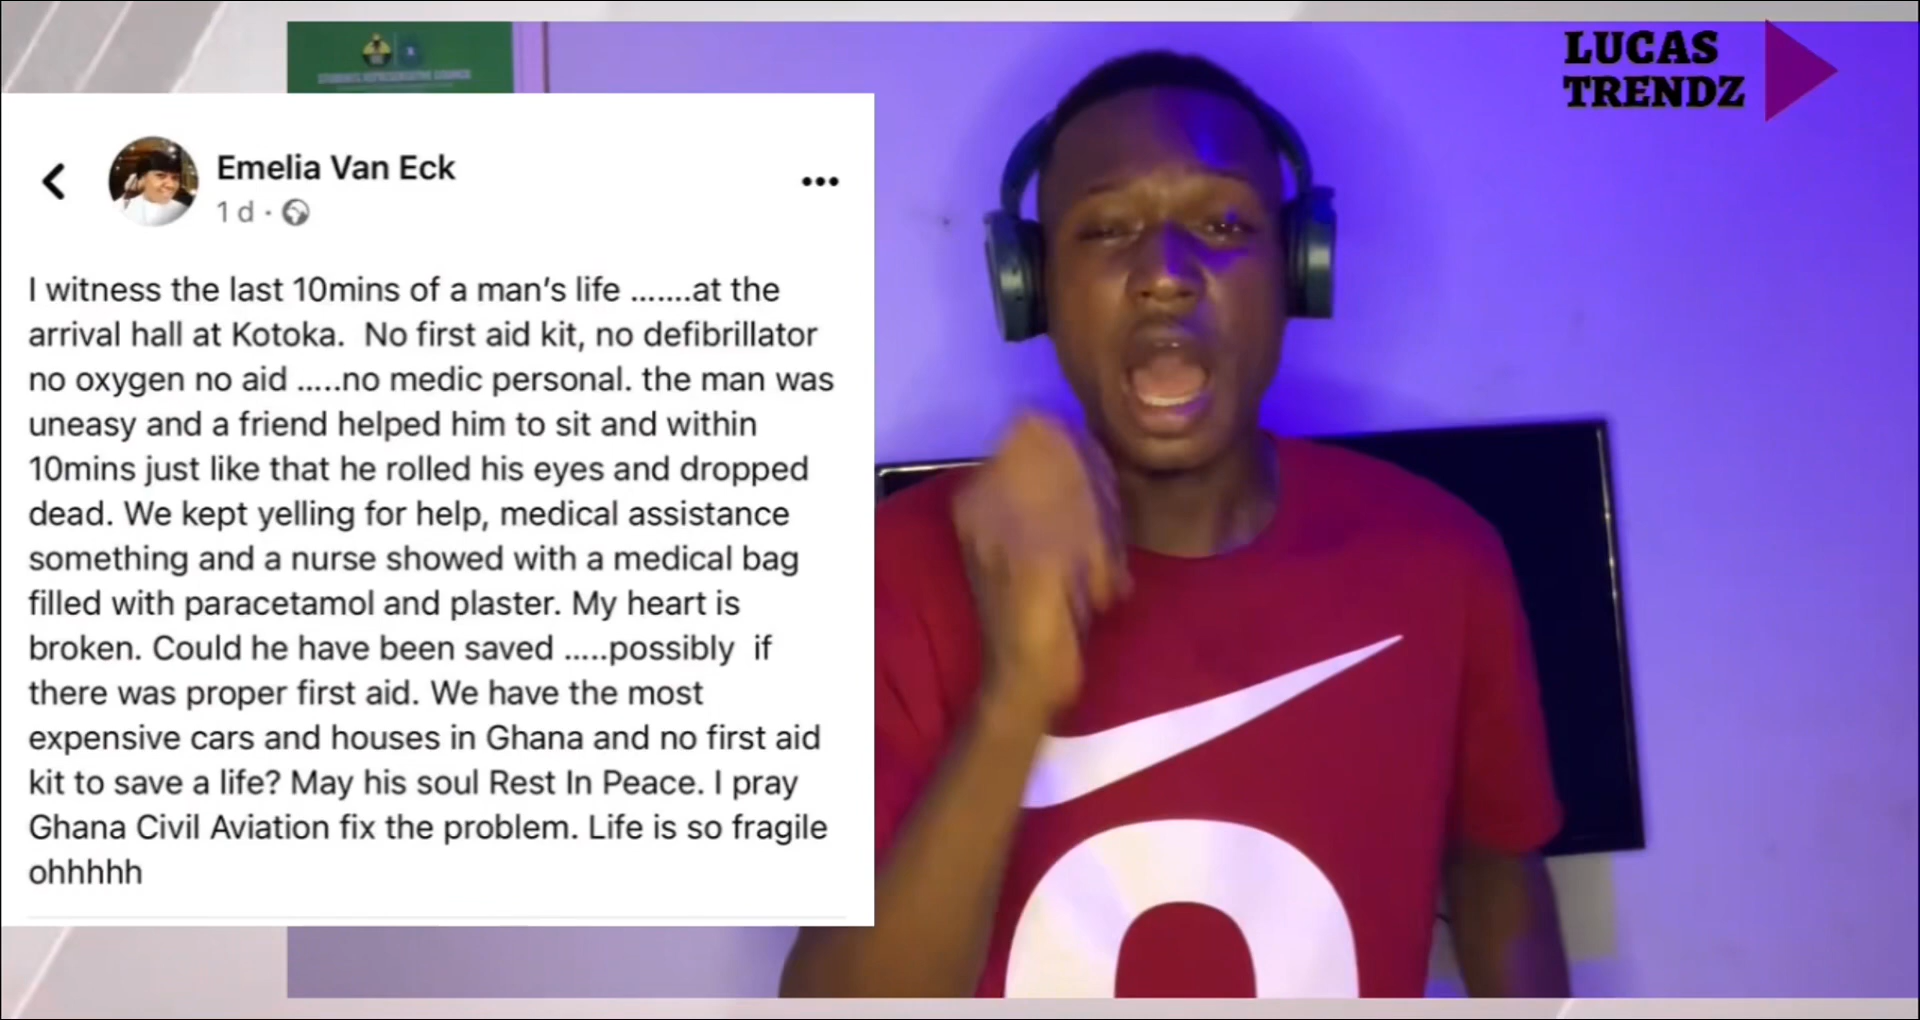 STUDENTS REPRESENTATIVE COUNCIL
LUCAS
TRENDZ
Emelia Van Eck
1 d ·
I witness the last 10mins of a man's life .......at the
arrival hall at Kotoka.  No first aid kit, no defibrillator
no oxygen no aid .....no medic personal. the man was
uneasy and a friend helped him to sit and within
10mins just like that he rolled his eyes and dropped
dead. We kept yelling for help, medical assistance
something and a nurse showed with a medical bag
filled with paracetamol and plaster. My heart is
broken. Could he have been saved .....possibly  if
there was proper first aid. We have the most
expensive cars and houses in Ghana and no first aid
kit to save a life? May his soul Rest In Peace. I pray
Ghana Civil Aviation fix the problem. Life is so fragile
ohhhhh